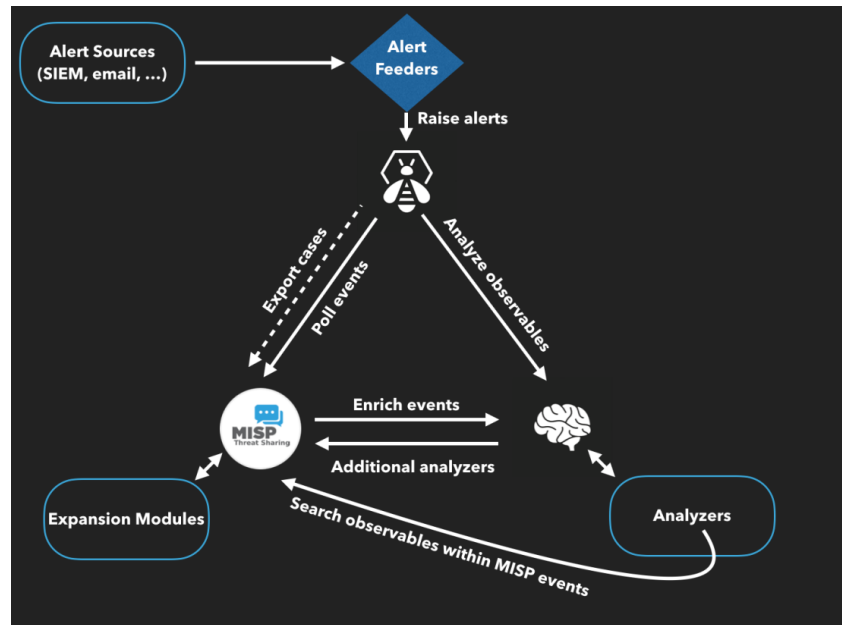 Alert Sources
(SIEM, email, ...)
Alert
Feeders
Raise alerts
Export cases
Poll events
Analyze observables
MISP
Threat Sharing
Enrich events
Additional analyzers
Expansion Modules
Analyzers
Search observables within MISP events